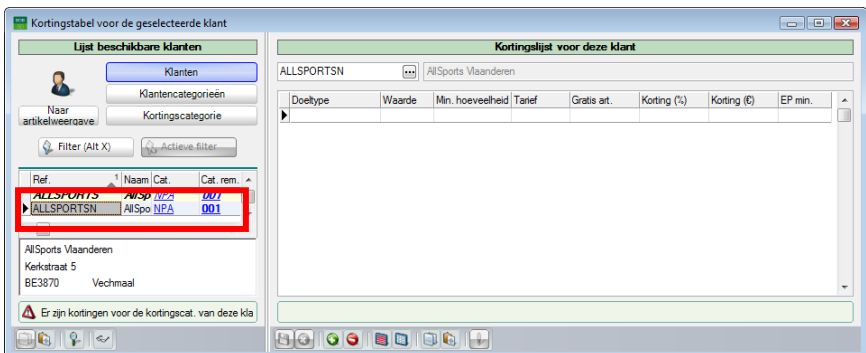 Kortingstabel voor de geselecteerde klant
Lijst beschikbare klanten
Klanten
Klantencategorieën
Naar artikelweergave
Kortingscategorie
Filter (Alt X)
Actieve filter
Ref. 1 Naam Cat. Cat. rem.
ALLSPORTS AllSp NPA 001
ALLSPORTSN AllSpo NPA 001
AllSports Vlaanderen
Kerkstraat 5
BE3870 Vechmaal
Er zijn kortingen voor de kortingscat. van deze kla
Kortingslijst voor deze klant
ALLSPORTSN ... AllSports Vlaanderen
Doeltype Waarde Min. hoeveelheid Tarief Gratis art. Korting (%) Korting (€) EP min.